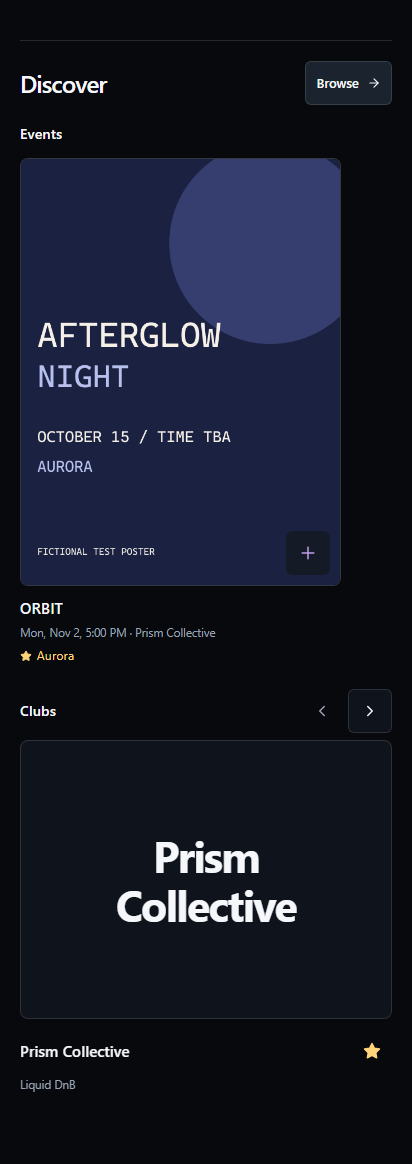 Discover
Browse
Events
AFTERGLOW
NIGHT
OCTOBER 15 / TIME TBA
AURORA
FICTIONAL TEST POSTER
ORBIT
Mon, Nov 2, 5:00 PM · Prism Collective
Aurora
Clubs
Prism
Collective
Prism Collective
Liquid DnB